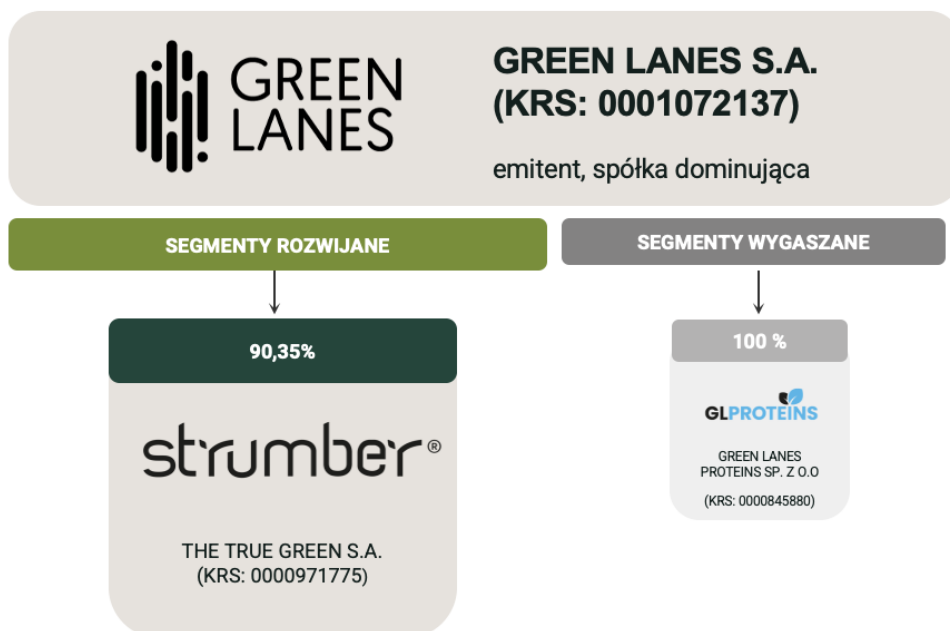 GREEN
LANES
GREEN LANES S.A.
(KRS: 0001072137)
emitent, spółka dominująca
SEGMENTY ROZWIJANE
SEGMENTY WYGASZANE
90,35%
strumber®
THE TRUE GREEN S.A.
(KRS: 0000971775)
100 %
GLPROTEINS
GREEN LANES
PROTEINS SP. Z O.O
(KRS: 0000845880)